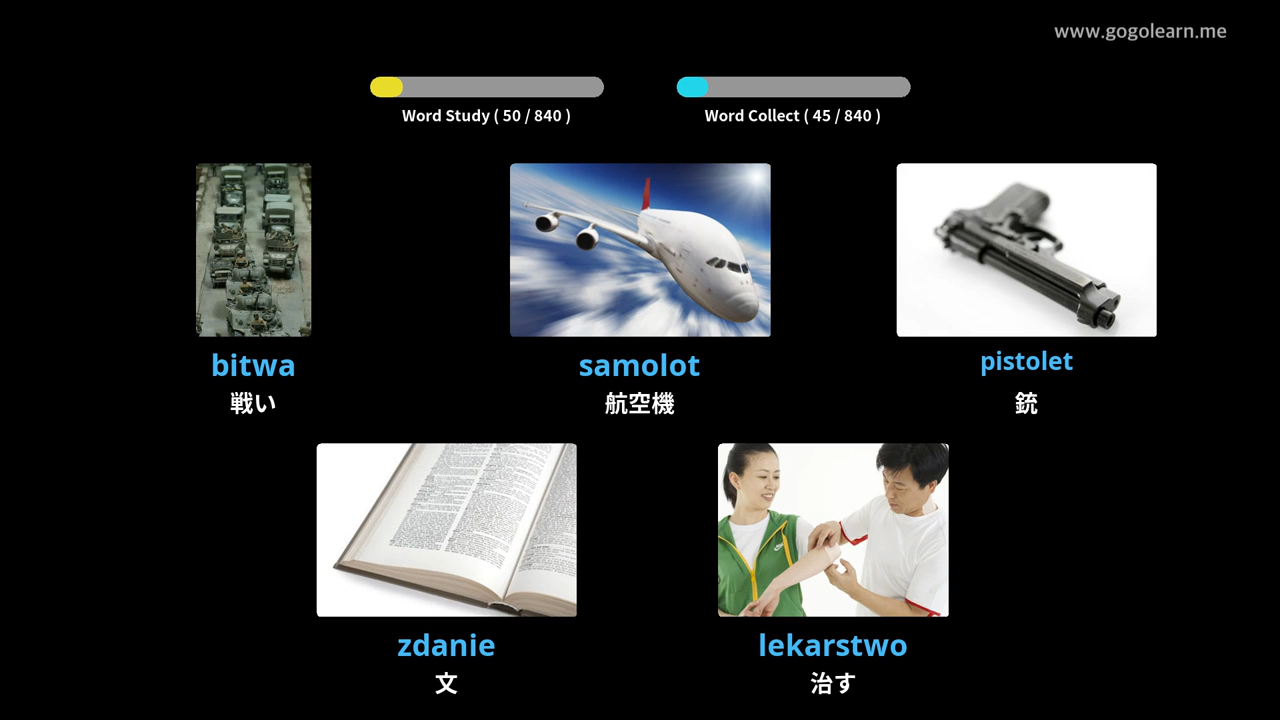 www.gogolearn.me
Word Study ( 50 / 840 )
Word Collect ( 45 / 840 )
bitwa
戦い
samolot
航空機
pistolet
銃
zdanie
文
lekarstwo
治す